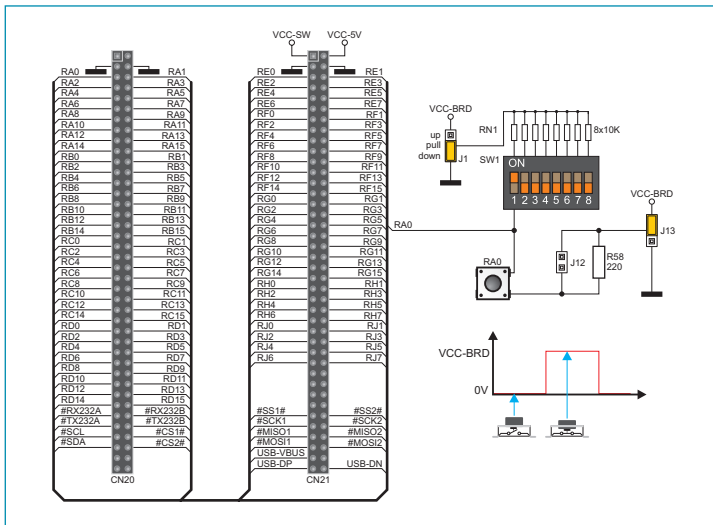 VCC-SW VCC-5V
RA0 RA1 RE0 RE1
RA2 RA3 RE2 RE3
RA4 RA5 RE4 RE5
RA6 RA7 RE6 RE7
RA8 RA9 RF0 RF1
RA10 RA11 RF2 RF3
RA12 RA13 RF4 RF5
RA14 RA15 RF6 RF7
RB0 RB1 RF8 RF9
RB2 RB3 RF10 RF11
RB4 RB5 RF12 RF13
RB6 RB7 RF14 RF15
RB8 RB9 RG0 RG1
RB10 RB11 RG2 RG3
RB12 RB13 RG4 RG5
RB14 RB15 RG6 RG7
RC0 RC1 RG8 RG9
RC2 RC3 RG10 RG11
RC4 RC5 RG12 RG13
RC6 RC7 RG14 RG15
RC8 RC9 RH0 RH1
RC10 RC11 RH2 RH3
RC12 RC13 RH4 RH5
RC14 RC15 RH6 RH7
RD0 RD1 RJ0 RJ1
RD2 RD3 RJ2 RJ3
RD4 RD5 RJ4 RJ5
RD6 RD7 RJ6 RJ7
RD8 RD9
RD10 RD11
RD12 RD13
RD14 RD15
#RX232A #RX232B #SS1# #SS2#
#TX232A #TX232B #SCK1 #SCK2
#SCL #CS1# #MISO1 #MISO2
#SDA #CS2# #MOSI1 #MOSI2
USB-VBUS
USB-DP USB-DN
CN20 CN21
VCC-BRD
up
pull
down
J1
RN1 8x10K
SW1
ON
1 2 3 4 5 6 7 8
VCC-BRD
J13
RA0
RA0
J12
R58
220
VCC-BRD
0V